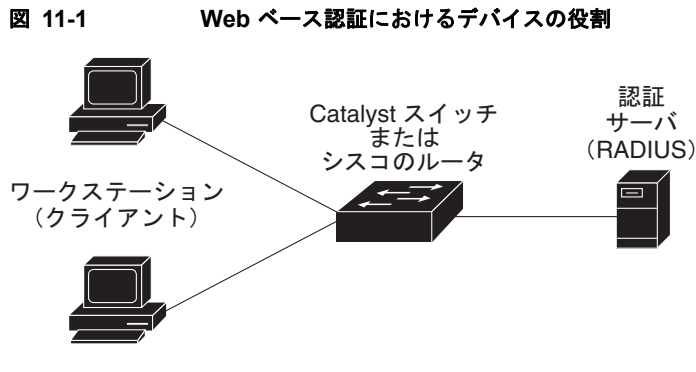 図 11-1 Web ベース認証におけるデバイスの役割
Catalyst スイッチ
または
シスコのルータ
認証
サーバ
（RADIUS）
ワークステーション
（クライアント）